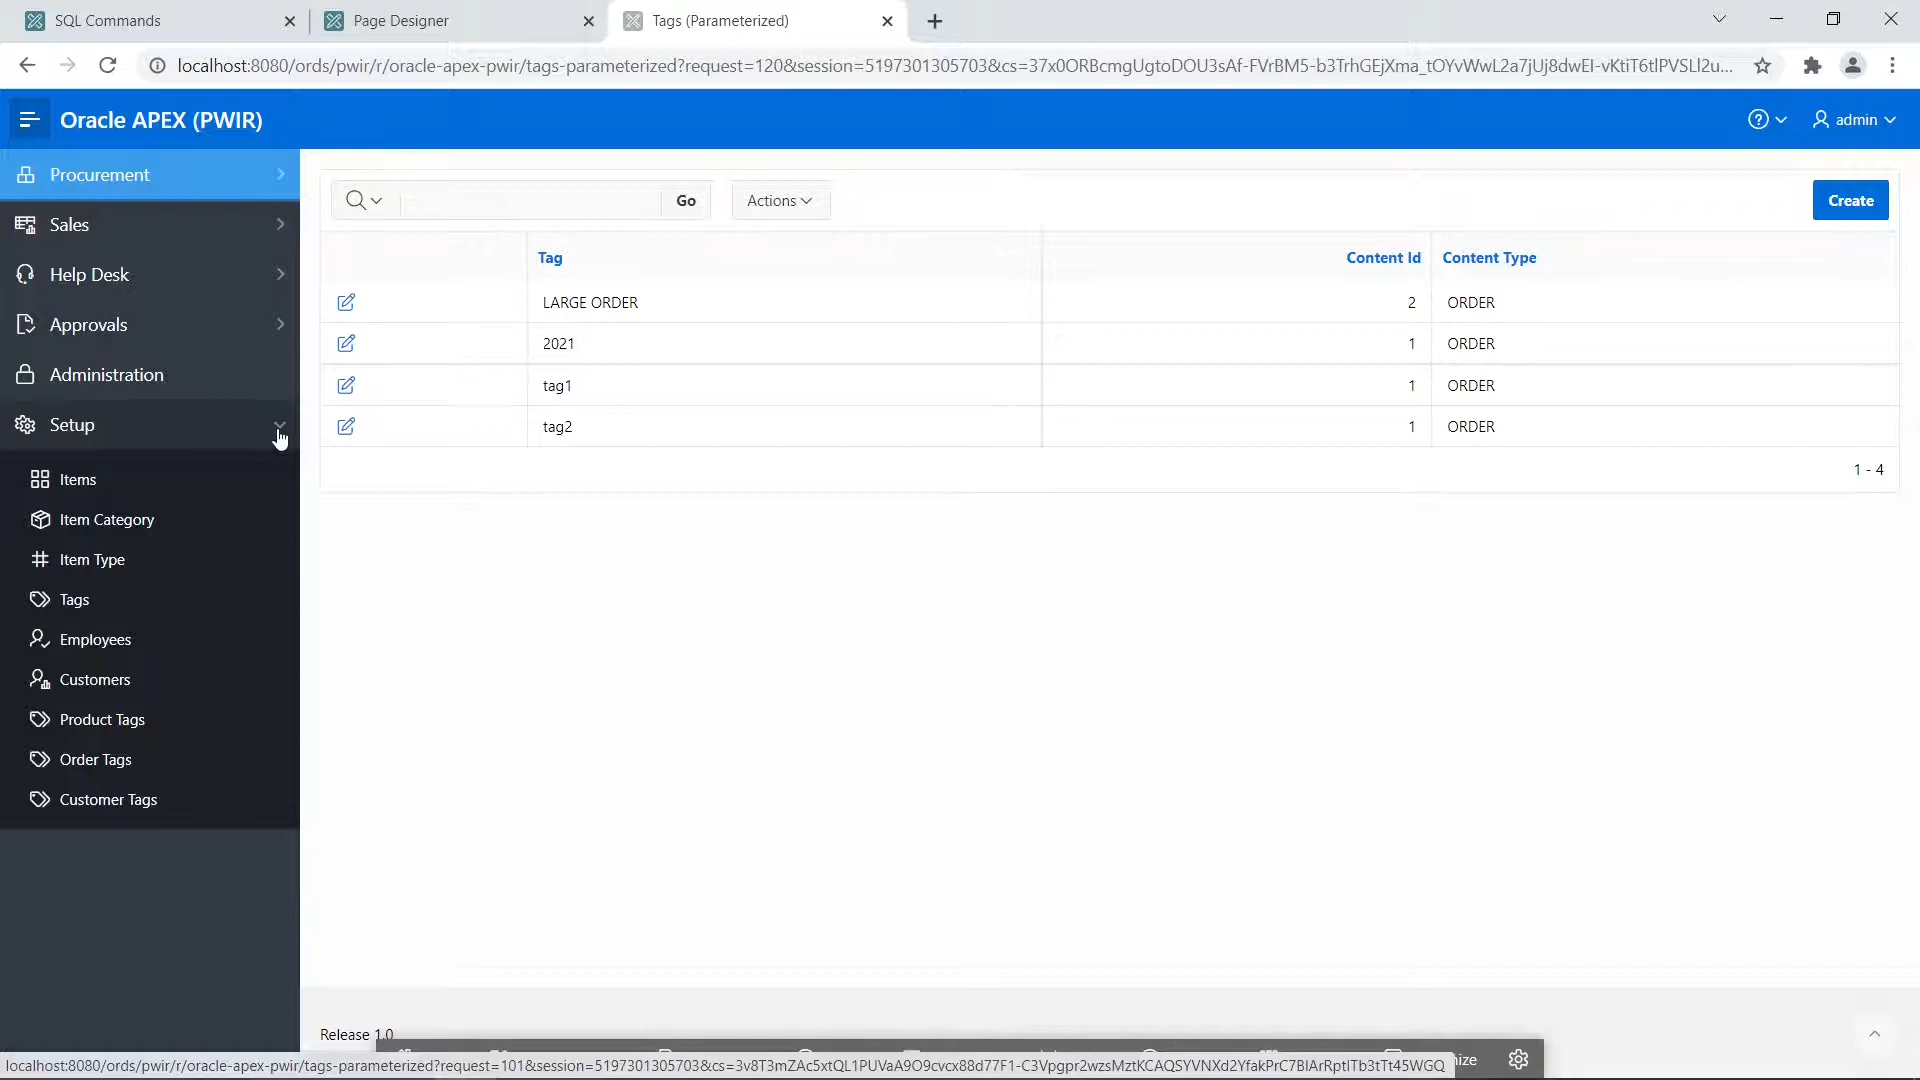 SQL Commands
Page Designer
Tags (Parameterized)
localhost:8080/ords/pwir/r/oracle-apex-pwir/tags-parameterized?request=120&session=5197301305703&cs=37x0ORBcmgUgtoDOU3sAf-FVrBM5-b3TrhGEjXma_tOYvWwL2a7jUj8dwEI-vKtiT6tlPVSLl2u...
Oracle APEX (PWIR)
admin
Procurement
Sales
Help Desk
Approvals
Administration
Setup
Items
Item Category
Item Type
Tags
Employees
Customers
Product Tags
Order Tags
Customer Tags
Go
Actions
Create
Tag Content Id Content Type
LARGE ORDER 2 ORDER
2021 1 ORDER
tag1 1 ORDER
tag2 1 ORDER
1 - 4
Release 1.0
localhost:8080/ords/pwir/r/oracle-apex-pwir/tags-parameterized?request=101&session=5197301305703&cs=3v8T3mZAc5xtQL1PUVaA9O9cvcx88d77F1-C3Vpgpr2wzsMztKCAQSYVNXd2YfakPrC7BIArRptlTb3tTt45WGQ